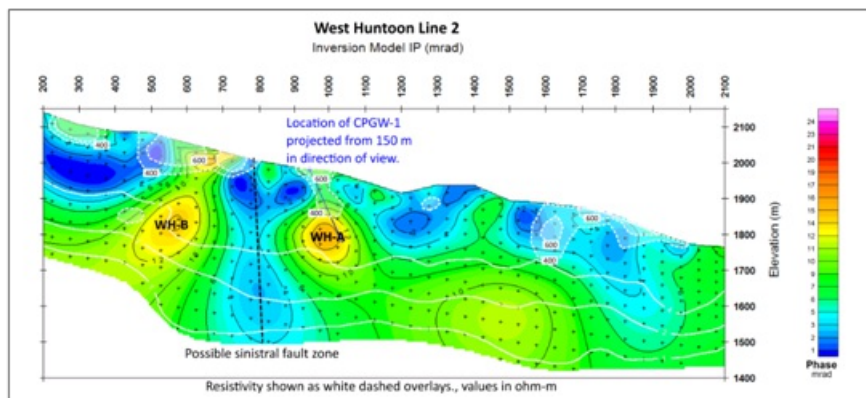 West Huntoon Line 2
Inversion Model IP (mrad)
200 300 400 500 600 700 800 900 1000 1100 1200 1300 1400 1500 1600 1700 1800 1900 2000 2100
Location of CPGW-1
projected from 150 m
in direction of view.
400
400
600
600
400
600
600
400
WH-B
WH-A
2100
2000
1900
1800
1700
1600
1500
1400
Elevation (m)
24
21
20
19
18
17
16
15
14
13
12
11
10
9
8
7
6
5
4
3
2
1
Phase
mrad
Possible sinistral fault zone
Resistivity shown as white dashed overlays., values in ohm-m